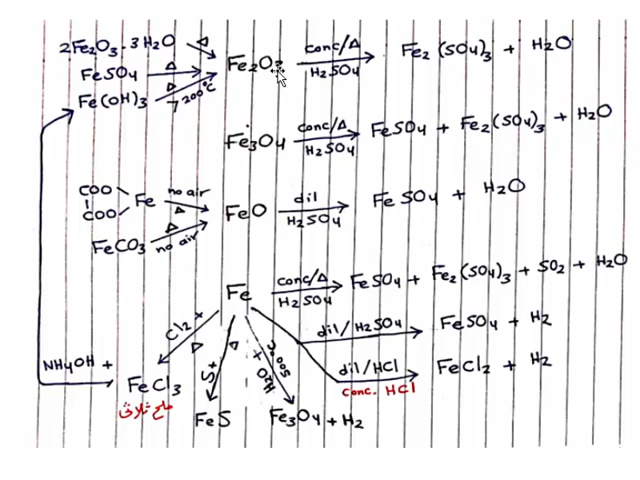 2Fe₂O₃ · 3H₂O △
FeSO₄ △
Fe(OH)₃ △ 7200°C
Fe₂O₃ conc/△ H₂SO₄ Fe₂(SO₄)₃ + H₂O
Fe₃O₄ conc/△ H₂SO₄ FeSO₄ + Fe₂(SO₄)₃ + H₂O
COO
COO Fe no air △
FeCO₃ △ no air
FeO dil H₂SO₄ FeSO₄ + H₂O
Fe conc/△ H₂SO₄ FeSO₄ + Fe₂(SO₄)₃ + SO₂ + H₂O
dil/H₂SO₄ FeSO₄ + H₂
dil/HCl FeCl₂ + H₂
conc. HCl
Cl₂ + △
S + △
H₂O + 500°C
NH₄OH +
FeCl₃
ملح ثلاثى
FeS
Fe₃O₄ + H₂